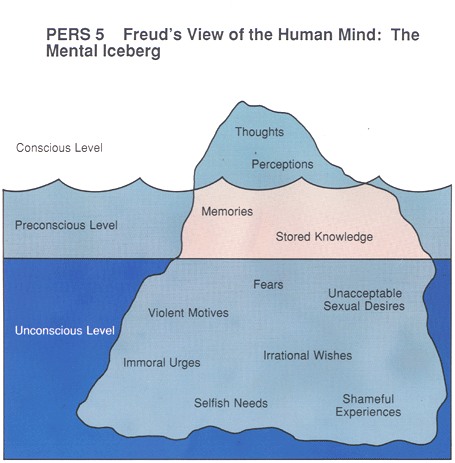 PERS 5 Freud's View of the Human Mind: The
Mental Iceberg
Thoughts
Conscious Level
Perceptions
Memories
Preconscious Level
Stored Knowledge
Fears
Unacceptable
Sexual Desires
Violent Motives
Unconscious Level
Irrational Wishes
Immoral Urges
Selfish Needs
Shameful
Experiences